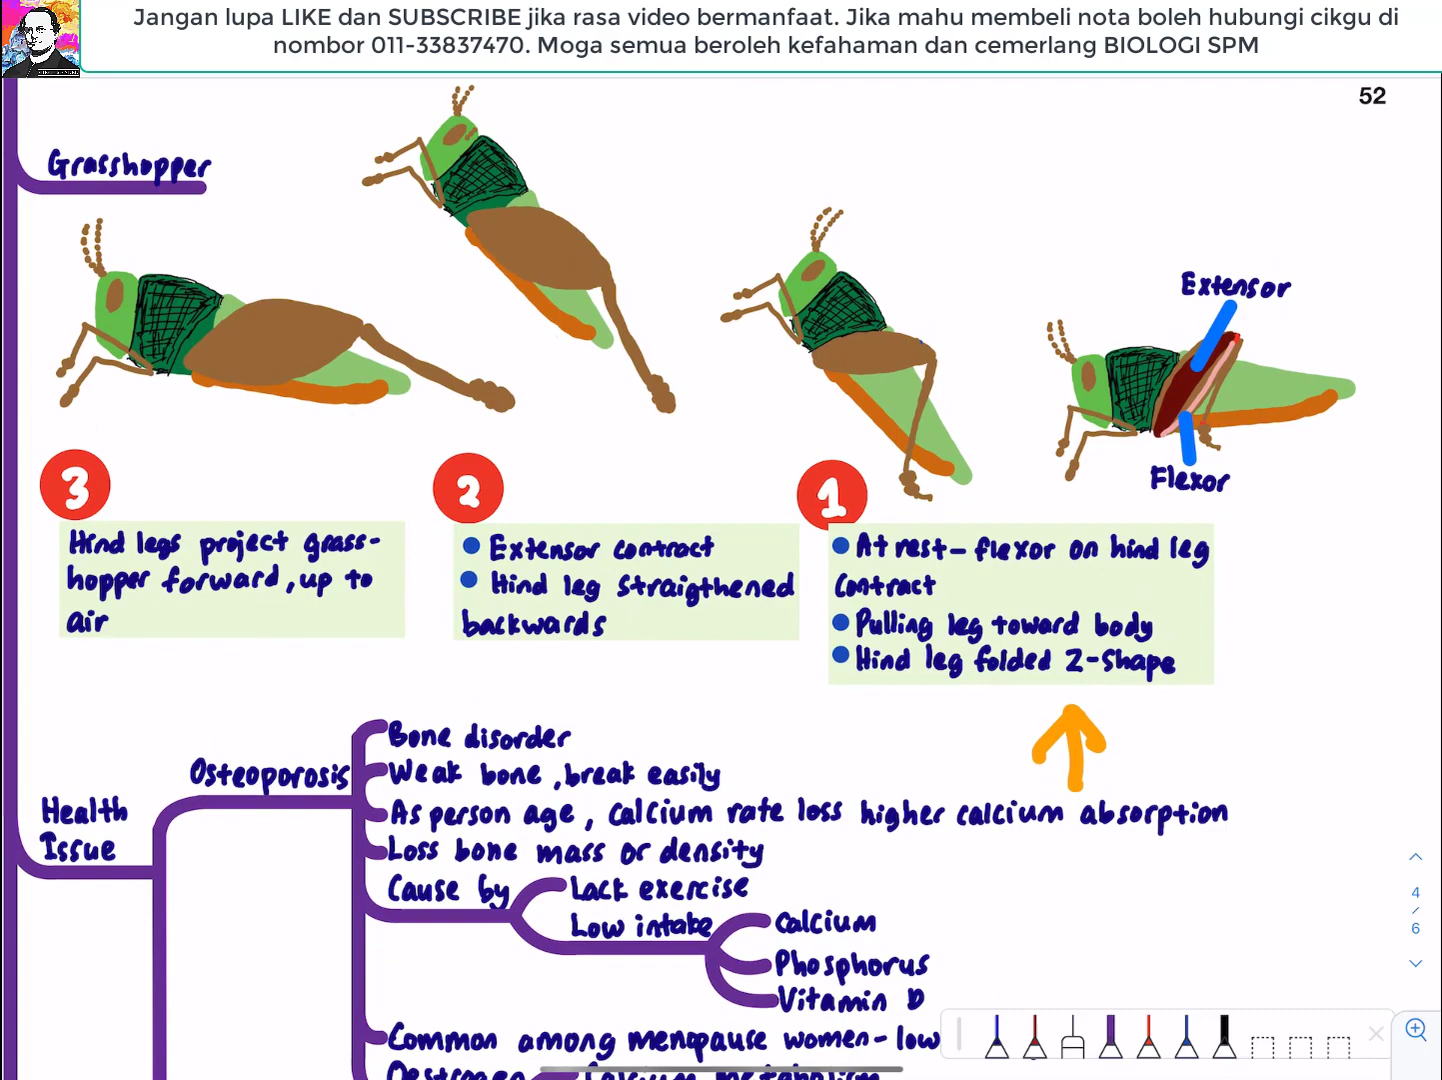 Jangan lupa LIKE dan SUBSCRIBE jika rasa video bermanfaat. Jika mahu membeli nota boleh hubungi cikgu di
nombor 011-33837470. Moga semua beroleh kefahaman dan cemerlang BIOLOGI SPM
52
Grasshopper
Extensor
Flexor
3
Hind legs project grass-
hopper forward, up to
air
2
Extensor contract
Hind leg straigthened
backwards
1
At rest - flexor on hind leg
contract
Pulling leg toward body
Hind leg folded Z-shape
Health
Issue
Osteoporosis
Bone disorder
Weak bone, break easily
As person age, calcium rate loss higher calcium absorption
Loss bone mass or density
Cause by
Lack exercise
Low intake
Calcium
Phosphorus
Vitamin D
Common among menopause women - low
Oestrogen
Calcium metabolism
4
/
6